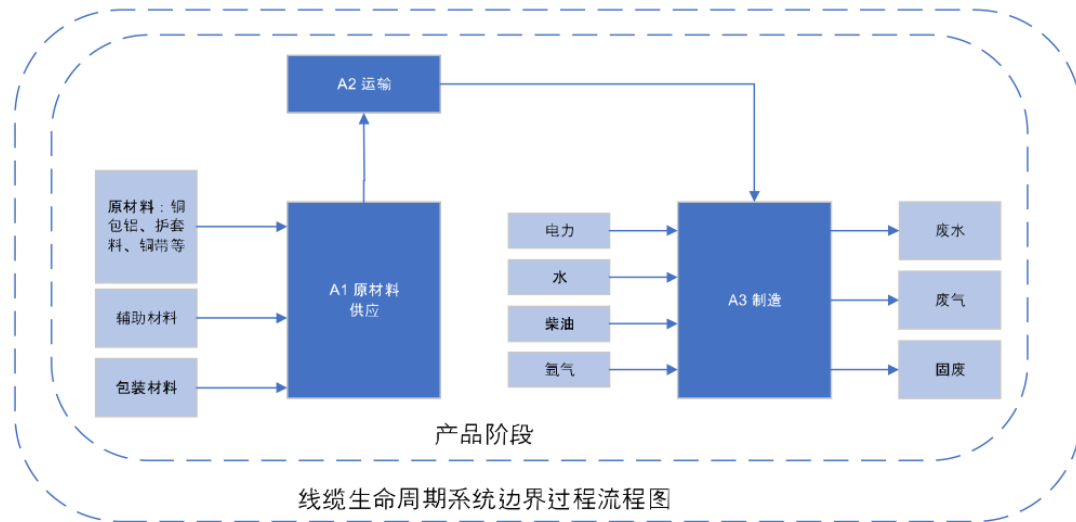 A2 运输
原材料：铜
包铝、护套
料、铜带等
辅助材料
包装材料
A1 原材料
供应
电力
水
柴油
氩气
A3 制造
废水
废气
固废
产品阶段
线缆生命周期系统边界过程流程图